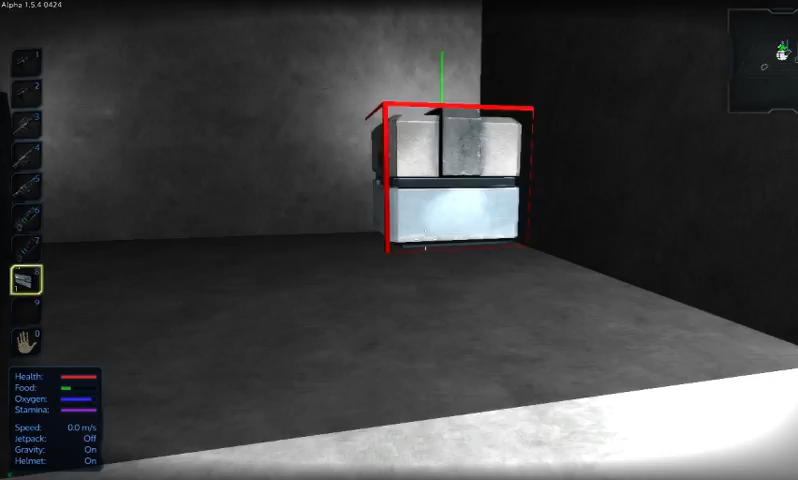 Alpha 1.5.4 0424
1
2
3
4
5
6
7
8
1
9
0
Health:
Food:
Oxygen:
Stamina:
Speed: 0.0 m/s
Jetpack: Off
Gravity: On
Helmet: On